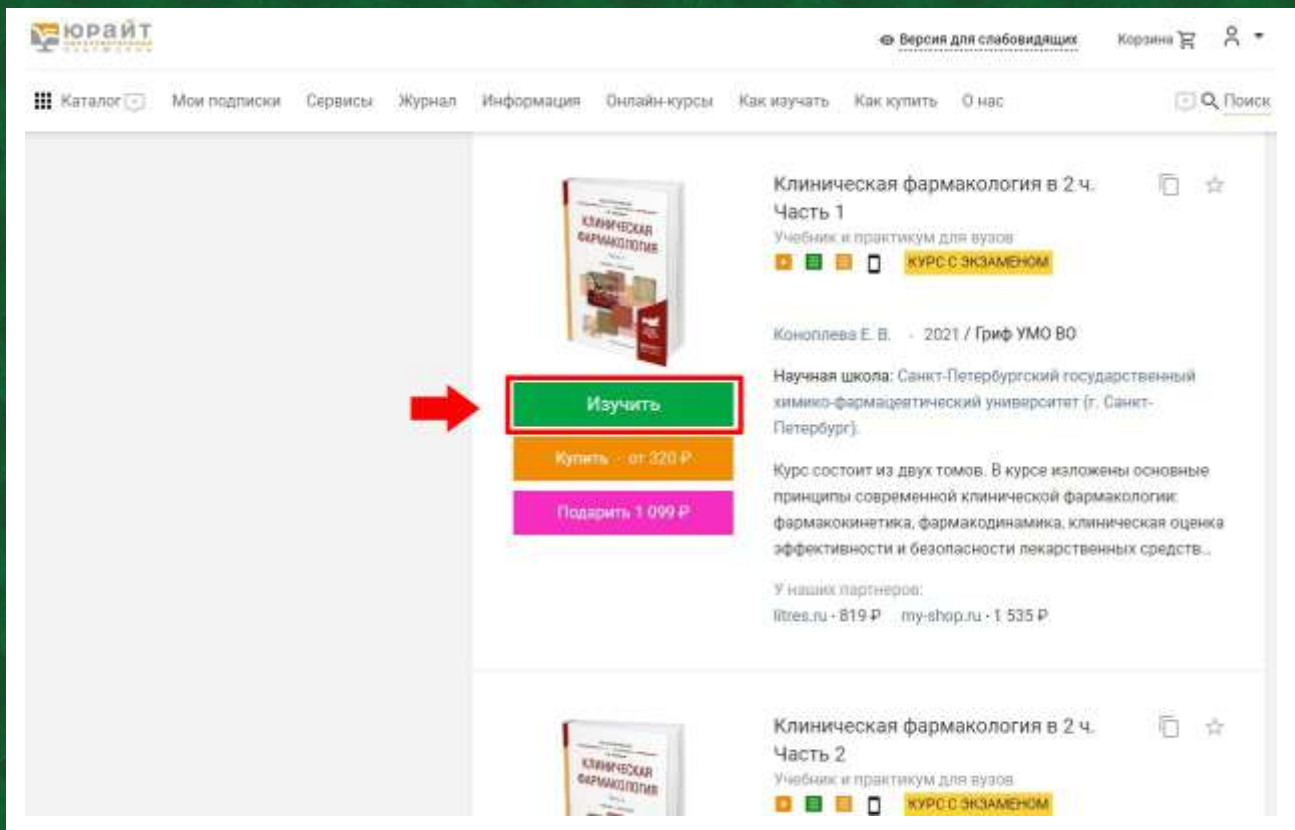 юрайт
Версия для слабовидящих
Корзина
Каталог Мои подписки Сервисы Журнал Информация Онлайн-курсы Как изучать Как купить О нас Поиск
КЛИНИЧЕСКАЯ
ФАРМАКОЛОГИЯ
Изучить
Купить · от 320 ₽
Подарить 1 099 ₽
Клиническая фармакология в 2 ч.
Часть 1
Учебник и практикум для вузов
КУРС С ЭКЗАМЕНОМ
Коноплева Е. В. · 2021 / Гриф УМО ВО
Научная школа: Санкт-Петербургский государственный
химико-фармацевтический университет (г. Санкт-
Петербург).
Курс состоит из двух томов. В курсе изложены основные
принципы современной клинической фармакологии:
фармакокинетика, фармакодинамика, клиническая оценка
эффективности и безопасности лекарственных средств…
У наших партнеров:
litres.ru · 819 ₽ my-shop.ru · 1 535 ₽
КЛИНИЧЕСКАЯ
ФАРМАКОЛОГИЯ
Клиническая фармакология в 2 ч.
Часть 2
Учебник и практикум для вузов
КУРС С ЭКЗАМЕНОМ